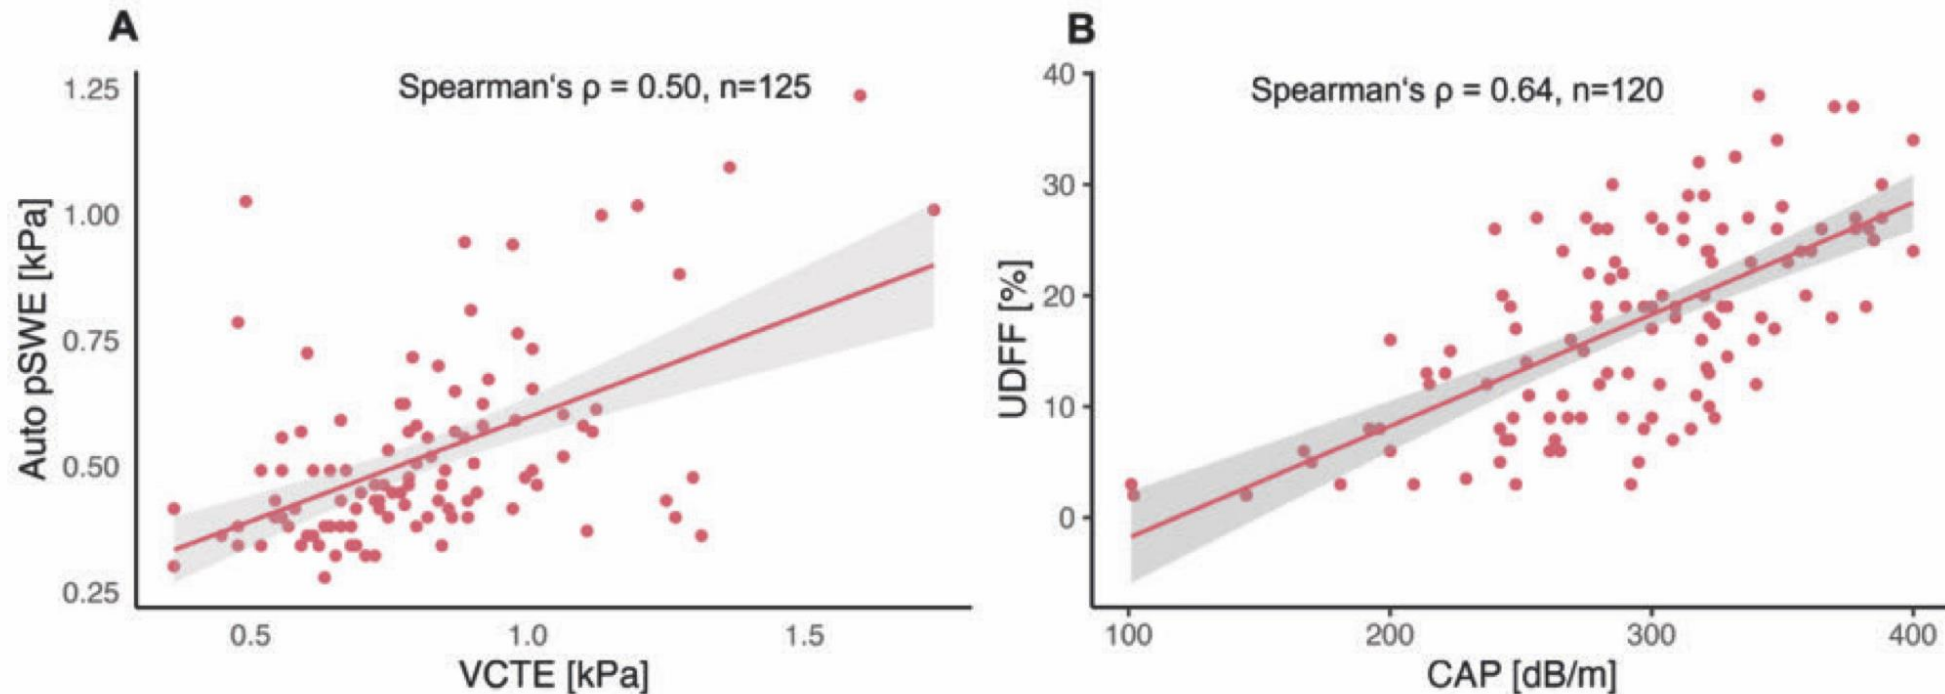 A
Spearman‘s ρ = 0.50, n=125
1.25
1.00
0.75
0.50
0.25
Auto pSWE [kPa]
0.5 1.0 1.5
VCTE [kPa]
B
Spearman‘s ρ = 0.64, n=120
40
30
20
10
0
UDFF [%]
100 200 300 400
CAP [dB/m]